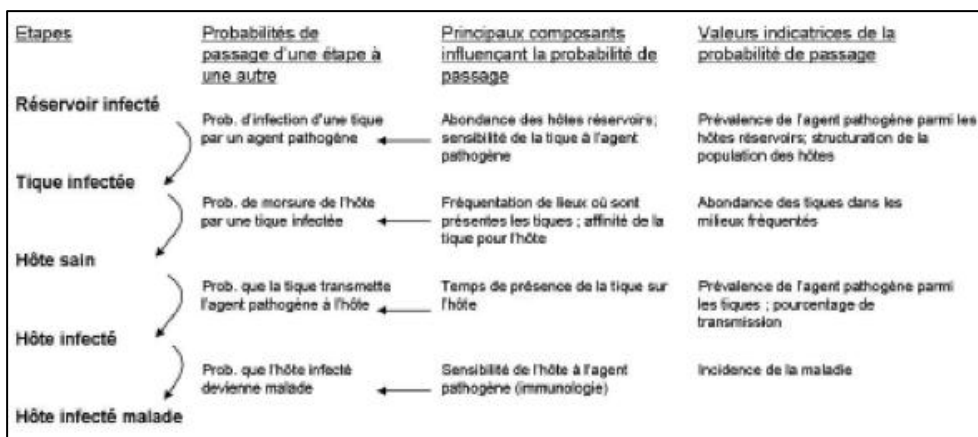 Etapes
Probabilités de
passage d'une étape à
une autre
Principaux composants
influençant la probabilité de
passage
Valeurs indicatrices de la
probabilité de passage
Réservoir infecté
Prob. d'infection d'une tique
par un agent pathogène
Abondance des hôtes réservoirs;
sensibilité de la tique à l'agent
pathogène
Prévalence de l'agent pathogène parmi les
hôtes réservoirs; structuration de la
population des hôtes
Tique infectée
Prob. de morsure de l'hôte
par une tique infectée
Fréquentation de lieux où sont
présentes les tiques ; affinité de la
tique pour l'hôte
Abondance des tiques dans les
milieux fréquentés
Hôte sain
Prob. que la tique transmette
l'agent pathogène à l'hôte
Temps de présence de la tique sur
l'hôte
Prévalence de l'agent pathogène parmi
les tiques ; pourcentage de
transmission
Hôte infecté
Prob. que l'hôte infecté
devienne malade
Sensibilité de l'hôte à l'agent
pathogène (immunologie)
Incidence de la maladie
Hôte infecté malade